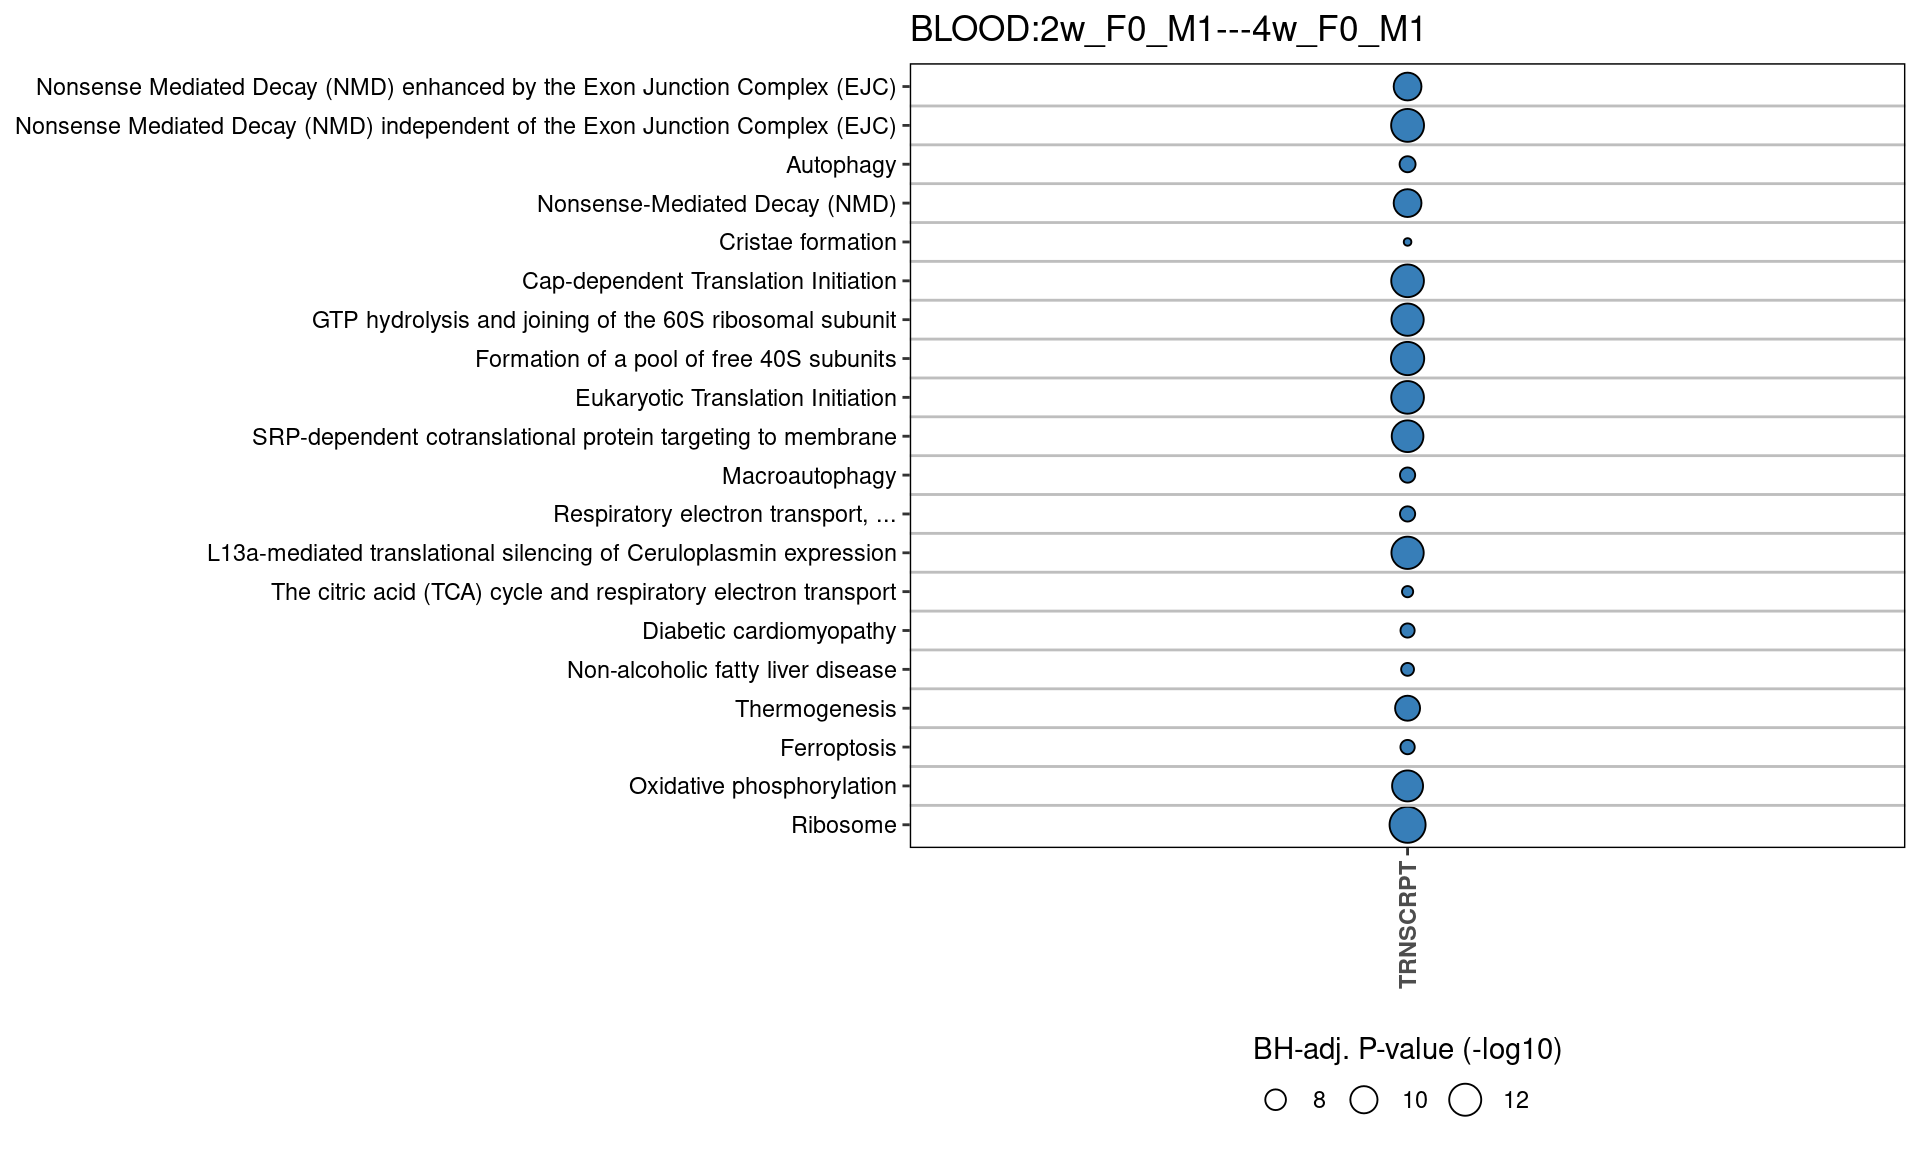 BLOOD:2w_F0_M1---4w_F0_M1
Nonsense Mediated Decay (NMD) enhanced by the Exon Junction Complex (EJC)
Nonsense Mediated Decay (NMD) independent of the Exon Junction Complex (EJC)
Autophagy
Nonsense-Mediated Decay (NMD)
Cristae formation
Cap-dependent Translation Initiation
GTP hydrolysis and joining of the 60S ribosomal subunit
Formation of a pool of free 40S subunits
Eukaryotic Translation Initiation
SRP-dependent cotranslational protein targeting to membrane
Macroautophagy
Respiratory electron transport, ...
L13a-mediated translational silencing of Ceruloplasmin expression
The citric acid (TCA) cycle and respiratory electron transport
Diabetic cardiomyopathy
Non-alcoholic fatty liver disease
Thermogenesis
Ferroptosis
Oxidative phosphorylation
Ribosome
TRNSCRPT
BH-adj. P-value (-log10)
8 10 12